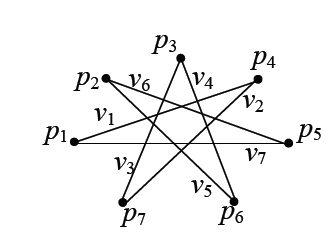 p₃
p₄
p₂ v₆ v₄
v₂
v₁
p₁ p₅
v₃ v₇
v₅
p₇ p₆